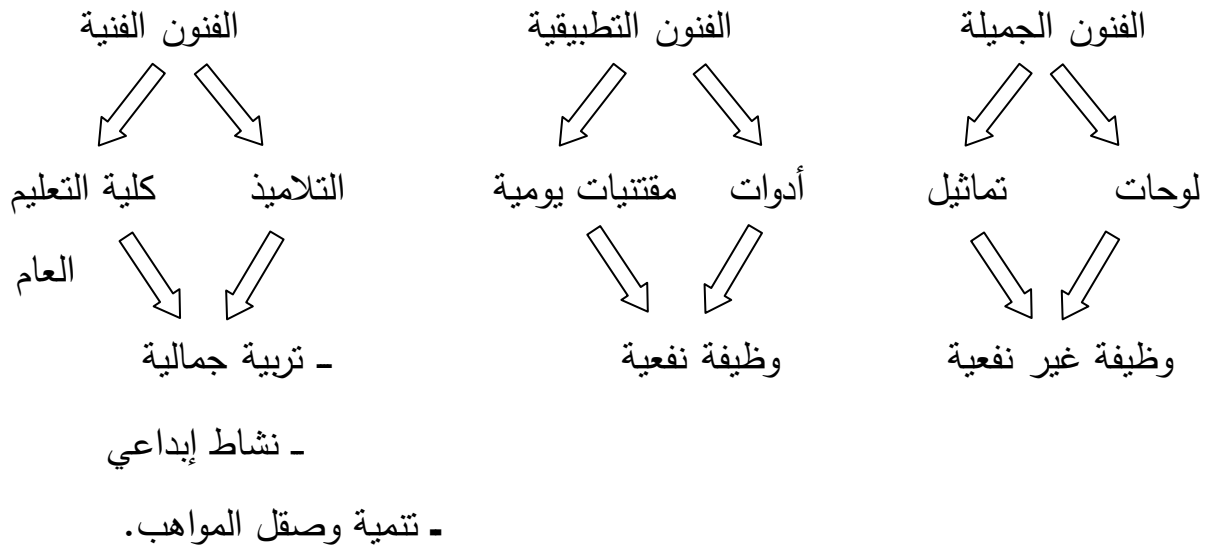 الفنون الجميلة الفنون التطبيقية الفنون الفنية
لوحات تماثيل أدوات مقتنيات يومية التلاميذ كلية التعليم
العام
وظيفة غير نفعية وظيفة نفعية ـ تربية جمالية
ـ نشاط إبداعي
ـ تنمية وصقل المواهب.